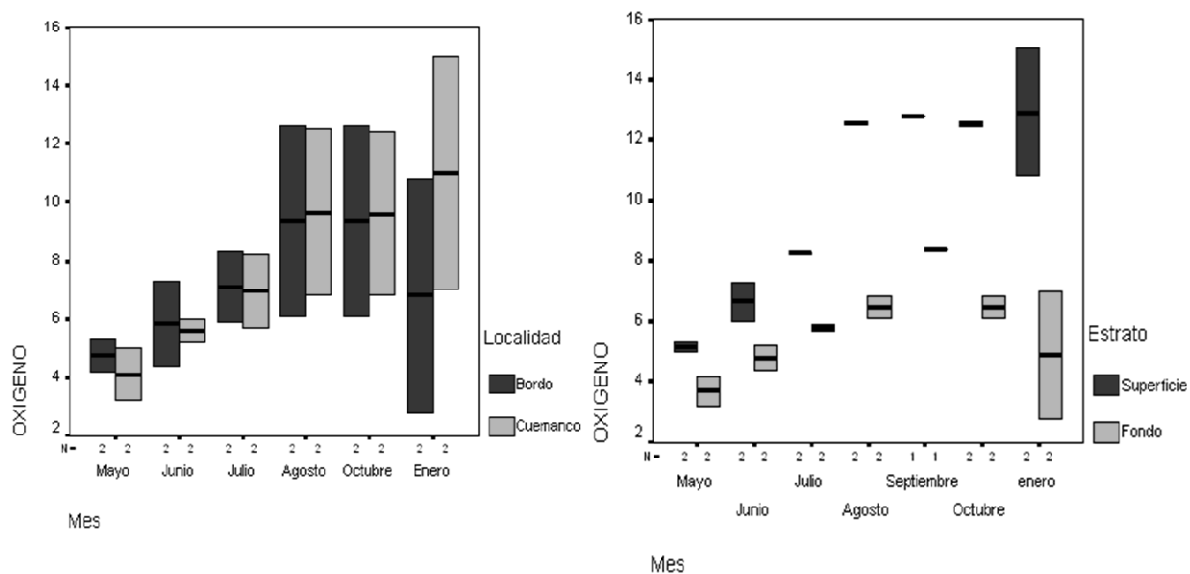 16
14
12
10
8
6
4
2
OXIGENO
N =
2 2 2 2 2 2 2 2 2 2 2 2
Mayo Junio Julio Agosto Octubre Enero
Mes
Localidad
Bordo
Cuemanco
16
14
12
10
8
6
4
2
OXIGENO
N =
2 2 2 2 2 2 2 2 1 1 2 2 2 2
Mayo Julio Septiembre enero
Junio Agosto Octubre
Mes
Estrato
Superficie
Fondo